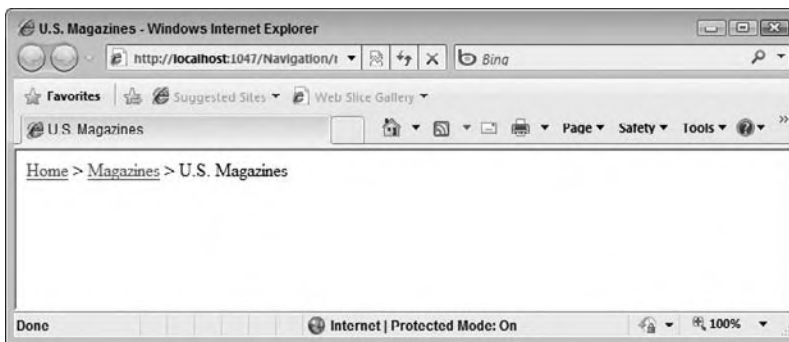 U.S. Magazines - Windows Internet Explorer
http://localhost:1047/Navigation/ Bing
Favorites Suggested Sites Web Slice Gallery
U.S. Magazines Page Safety Tools »
Home > Magazines > U.S. Magazines
Done Internet | Protected Mode: On 100%